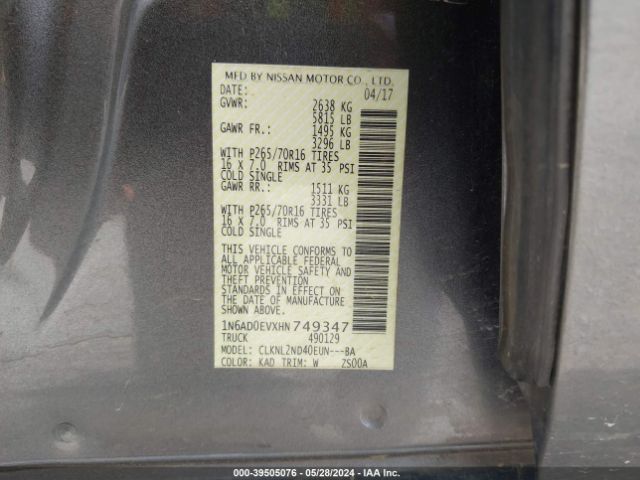 MFD BY NISSAN MOTOR CO., LTD.
DATE: 04/17
GVWR: 2638 KG
5815 LB
GAWR FR.: 1495 KG
3296 LB
WITH P265/70R16 TIRES
16 X 7.0 RIMS AT 35 PSI
COLD SINGLE
GAWR RR.: 1511 KG
3331 LB
WITH P265/70R16 TIRES
16 X 7.0 RIMS AT 35 PSI
COLD SINGLE
THIS VEHICLE CONFORMS TO
ALL APPLICABLE FEDERAL
MOTOR VEHICLE SAFETY AND
THEFT PREVENTION
STANDARDS IN EFFECT ON
THE DATE OF MANUFACTURE
SHOWN ABOVE.
1N6AD0EVXHN749347
TRUCK 490129
MODEL: CLKNL2ND40EUN---BA
COLOR: KAD TRIM: W ZS00A
000-39505076 - 05/28/2024 - IAA Inc.